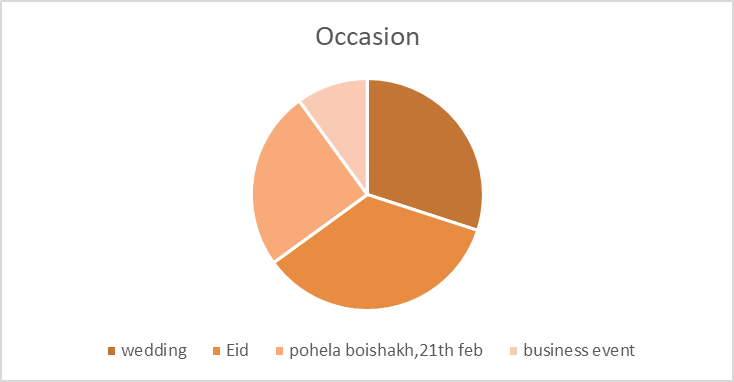 Occasion
wedding Eid pohela boishakh,21th feb business event